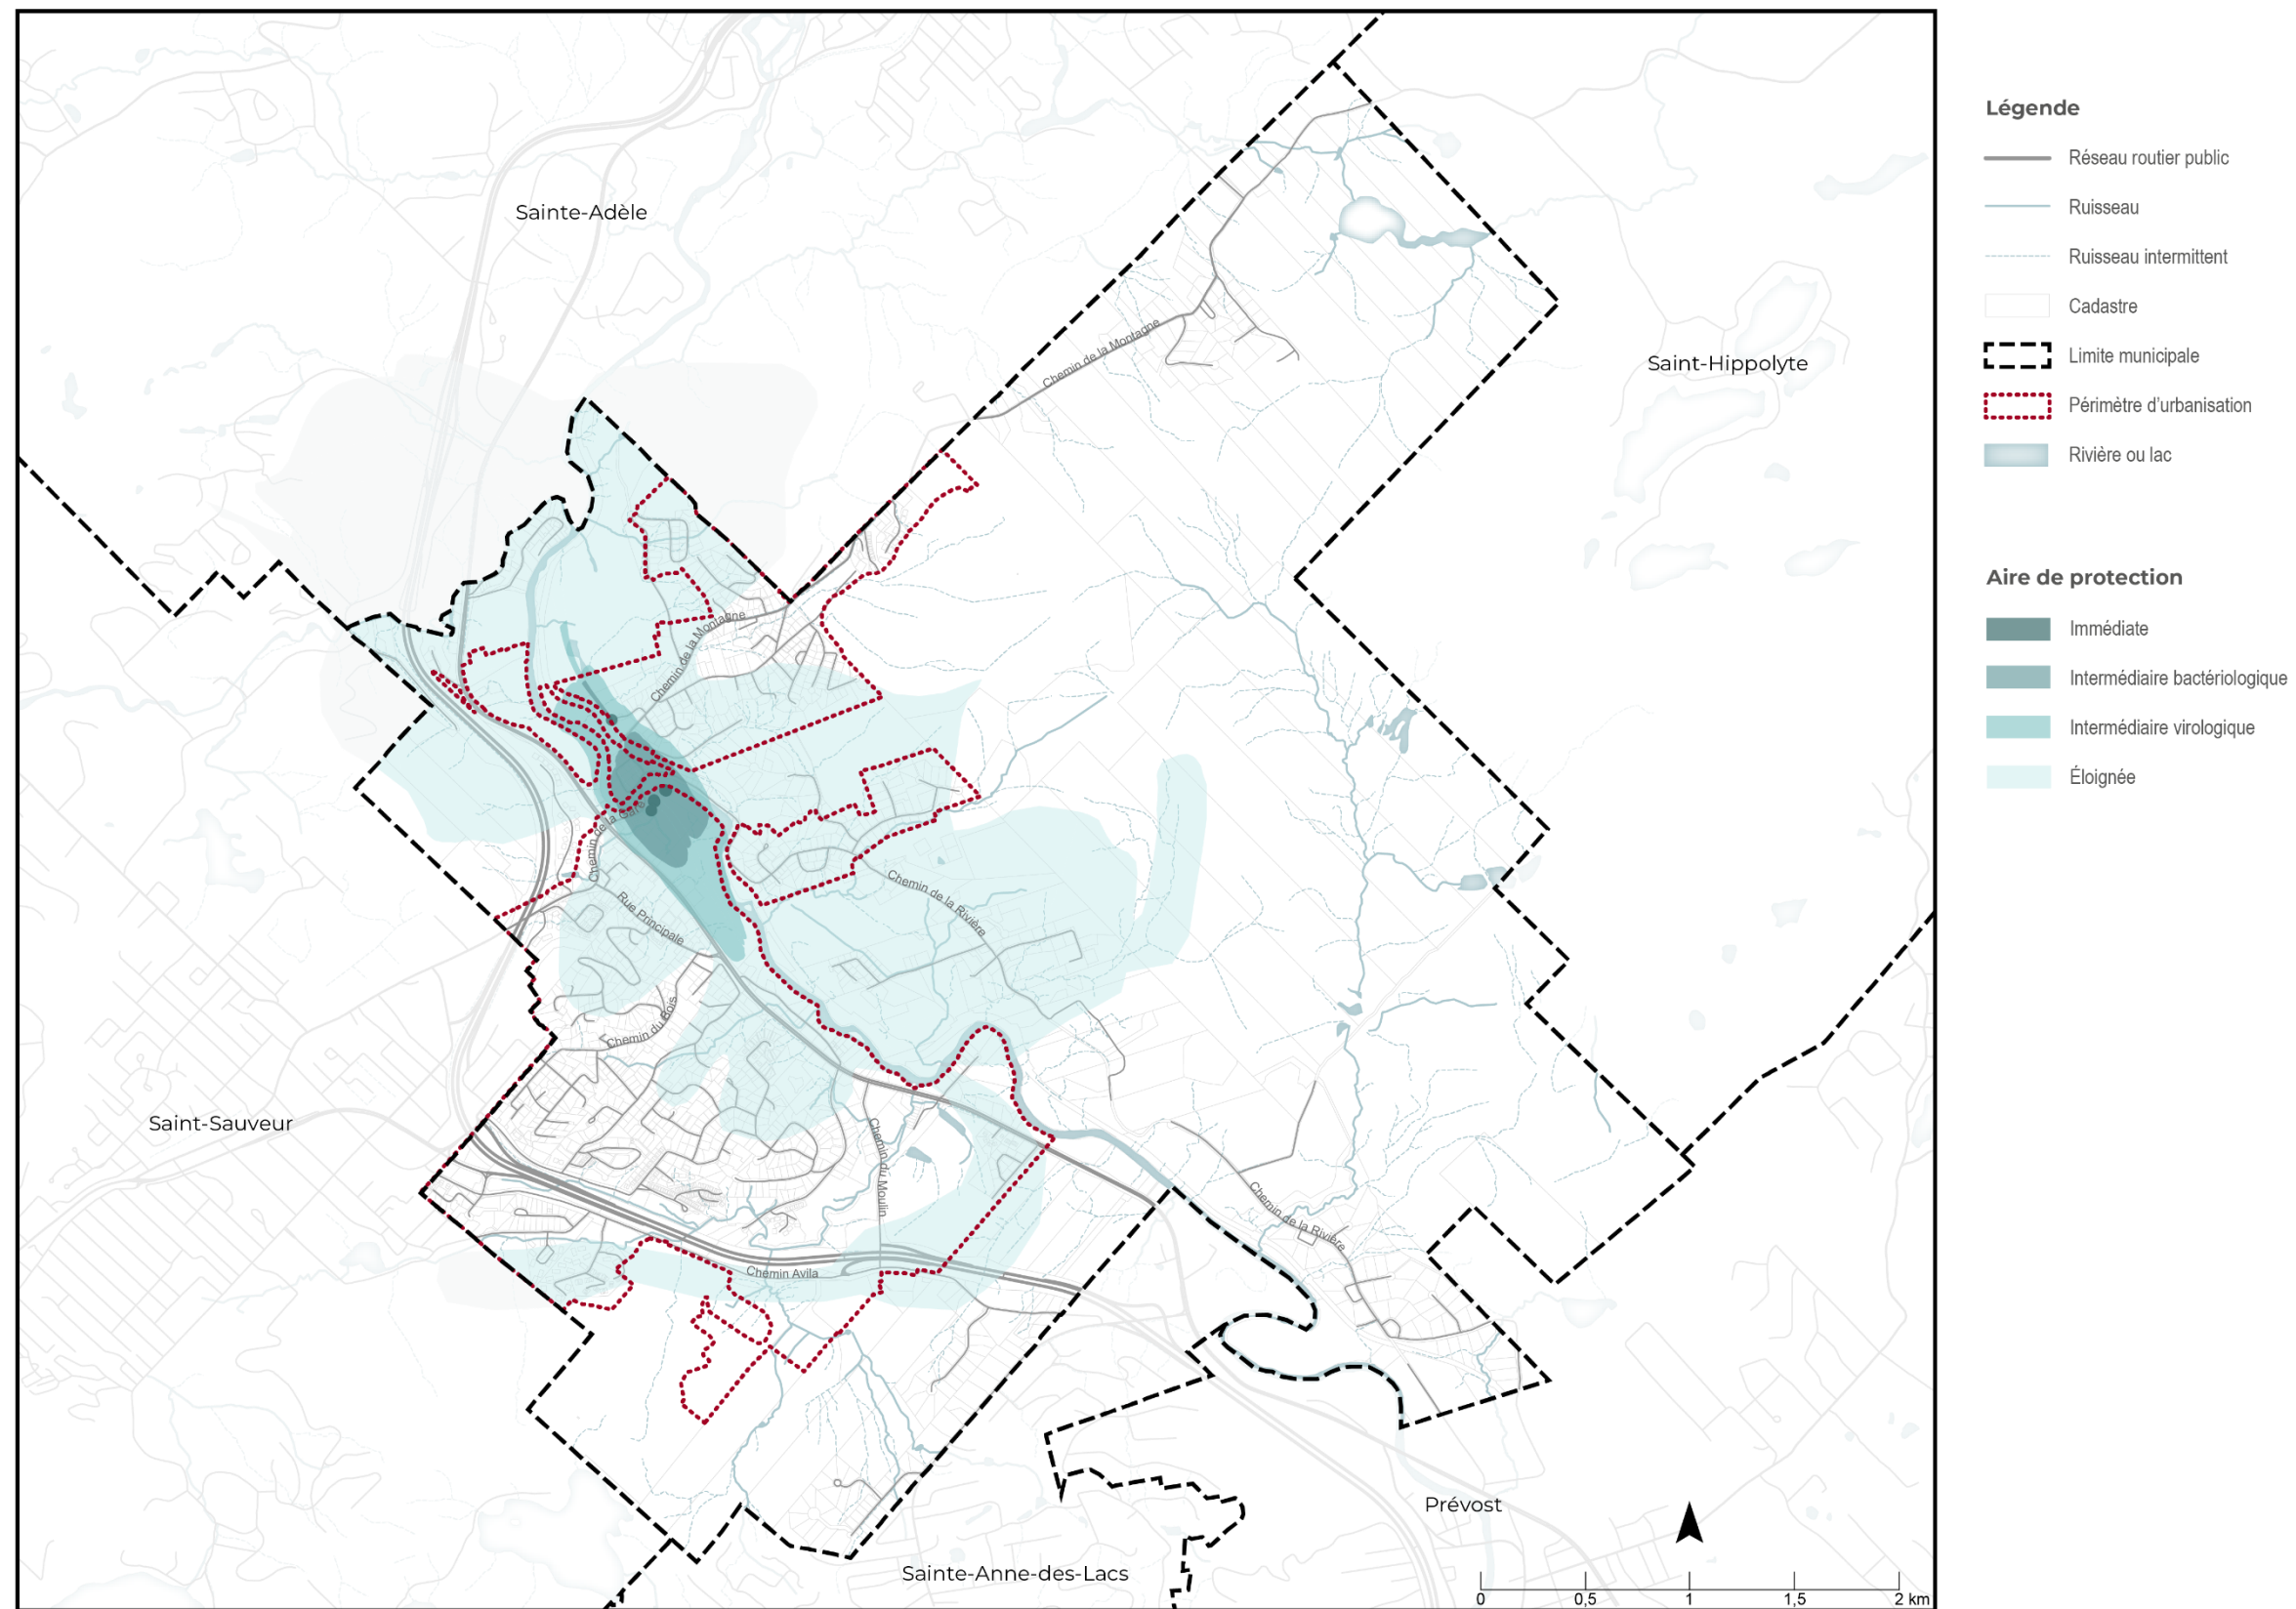 Sainte-Adèle
Saint-Hippolyte
Chemin de la Montagne
Chemin de la Montagne
Chemin de la Gare
Chemin de la Rivière
Rue Principale
Chemin du Bois
Saint-Sauveur
Chemin du Moulin
Chemin de la Rivière
Chemin Avila
Prévost
Sainte-Anne-des-Lacs
0 0,5 1 1,5 2 km
Légende
Réseau routier public
Ruisseau
Ruisseau intermittent
Cadastre
Limite municipale
Périmètre d'urbanisation
Rivière ou lac
Aire de protection
Immédiate
Intermédiaire bactériologique
Intermédiaire virologique
Éloignée